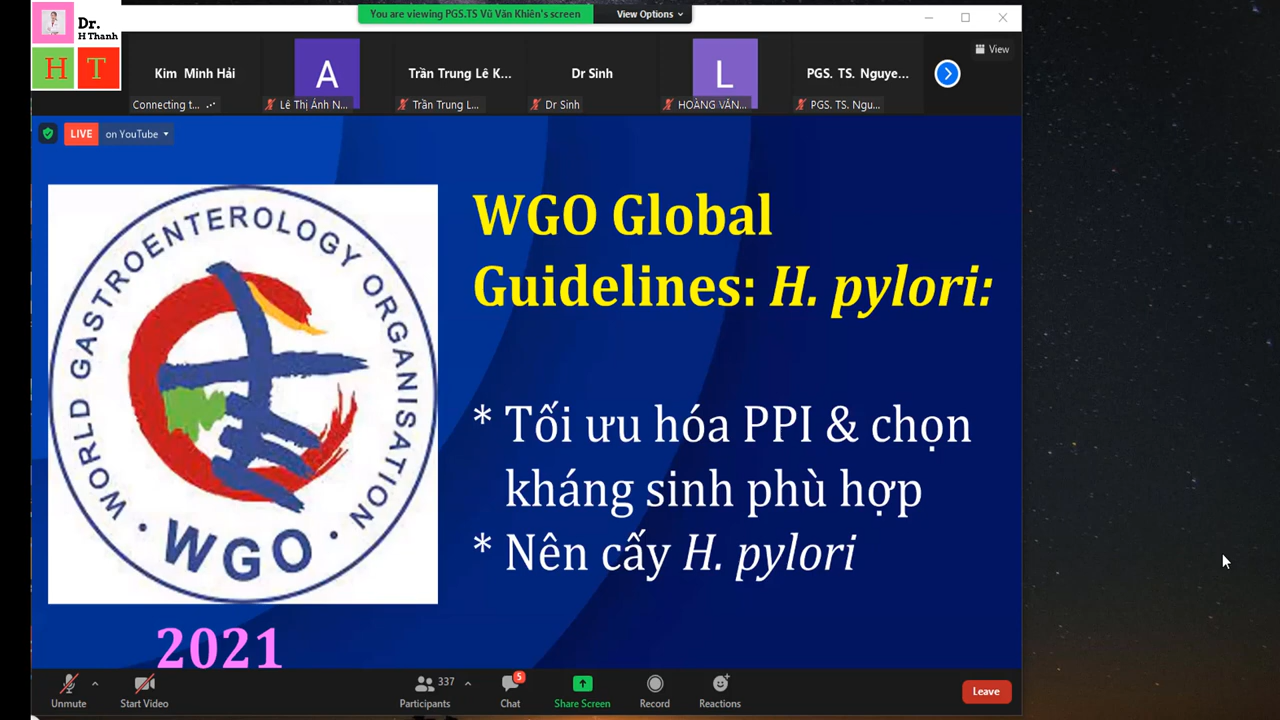 Dr.
H Thanh
H T
You are viewing PGS.TS Vũ Văn Khiên's screen
View Options
View
Kim Minh Hải
A
Trần Trung Lê K...
Dr Sinh
L
PGS. TS. Nguye...
Connecting t...
Lê Thị Ánh N...
Trần Trung L...
Dr Sinh
HOÀNG VĂN...
PGS. TS. Ngu...
LIVE on YouTube
WORLD GASTROENTEROLOGY ORGANISATION
WGO
2021
WGO Global
Guidelines: H. pylori:
* Tối ưu hóa PPI & chọn
kháng sinh phù hợp
* Nên cấy H. pylori
Unmute
Start Video
337
Participants
5
Chat
Share Screen
Record
Reactions
Leave